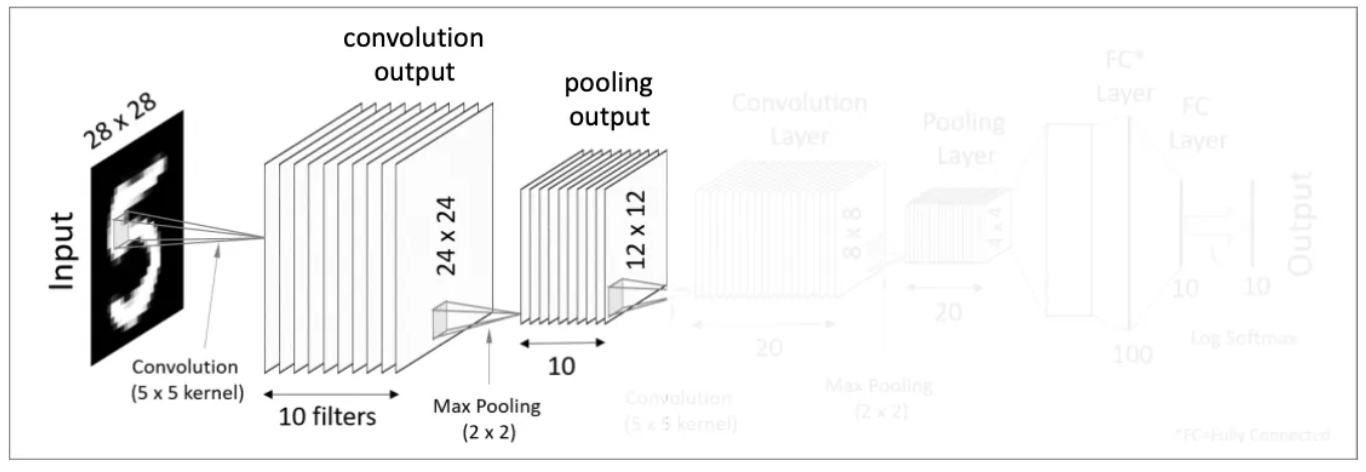 convolution
output
pooling
output
28 x 28
Input
24 x 24
12 x 12
Convolution
(5 x 5 kernel)
10 filters
Max Pooling
(2 x 2)
10
Convolution
Layer
8 x 8
20
Convolution
(5 x 5 kernel)
Pooling
Layer
4 x 4
20
Max Pooling
(2 x 2)
FC*
Layer
100
FC
Layer
10
10
Log Softmax
Output
*FC=Fully Connected